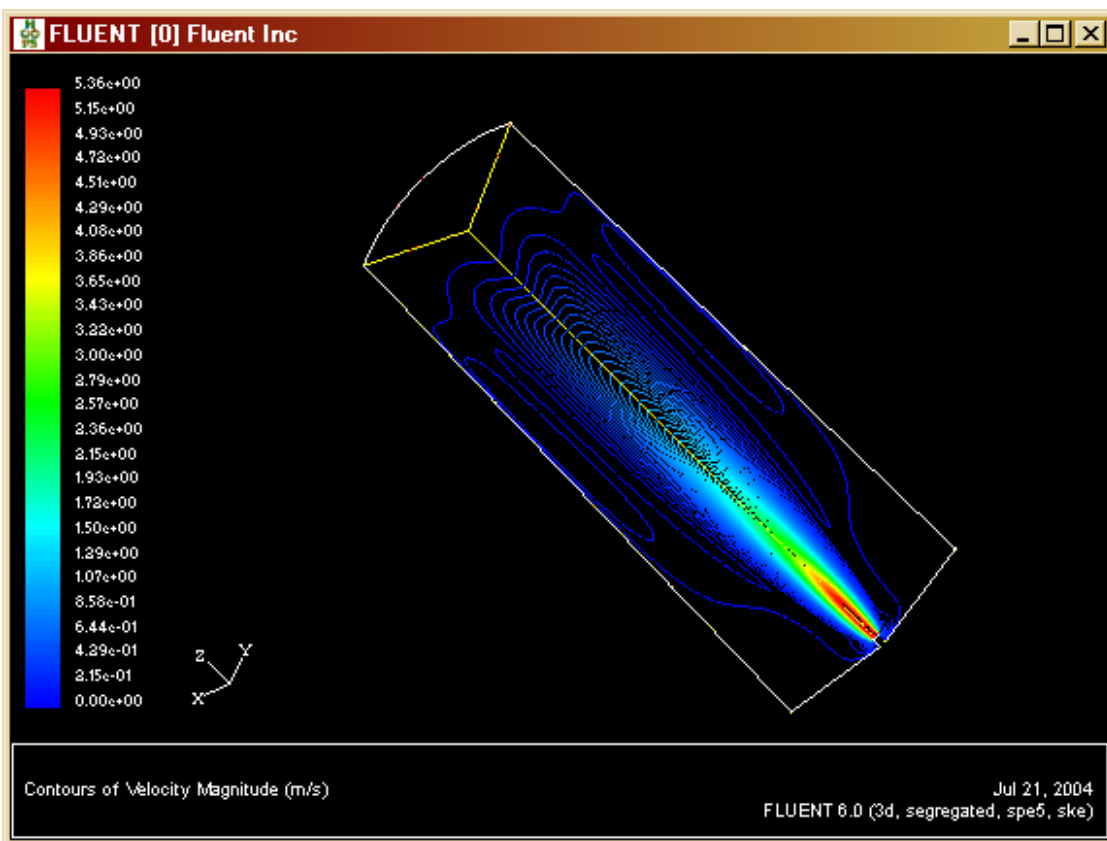 FLUENT [0] Fluent Inc
5.36e+00
5.15e+00
4.93e+00
4.72e+00
4.51e+00
4.29e+00
4.08e+00
3.86e+00
3.65e+00
3.43e+00
3.22e+00
3.00e+00
2.79e+00
2.57e+00
2.36e+00
2.15e+00
1.93e+00
1.72e+00
1.50e+00
1.29e+00
1.07e+00
8.58e-01
6.44e-01
4.29e-01
2.15e-01
0.00e+00
Z
Y
X
Contours of Velocity Magnitude (m/s)
Jul 21, 2004
FLUENT 6.0 (3d, segregated, spe5, ske)